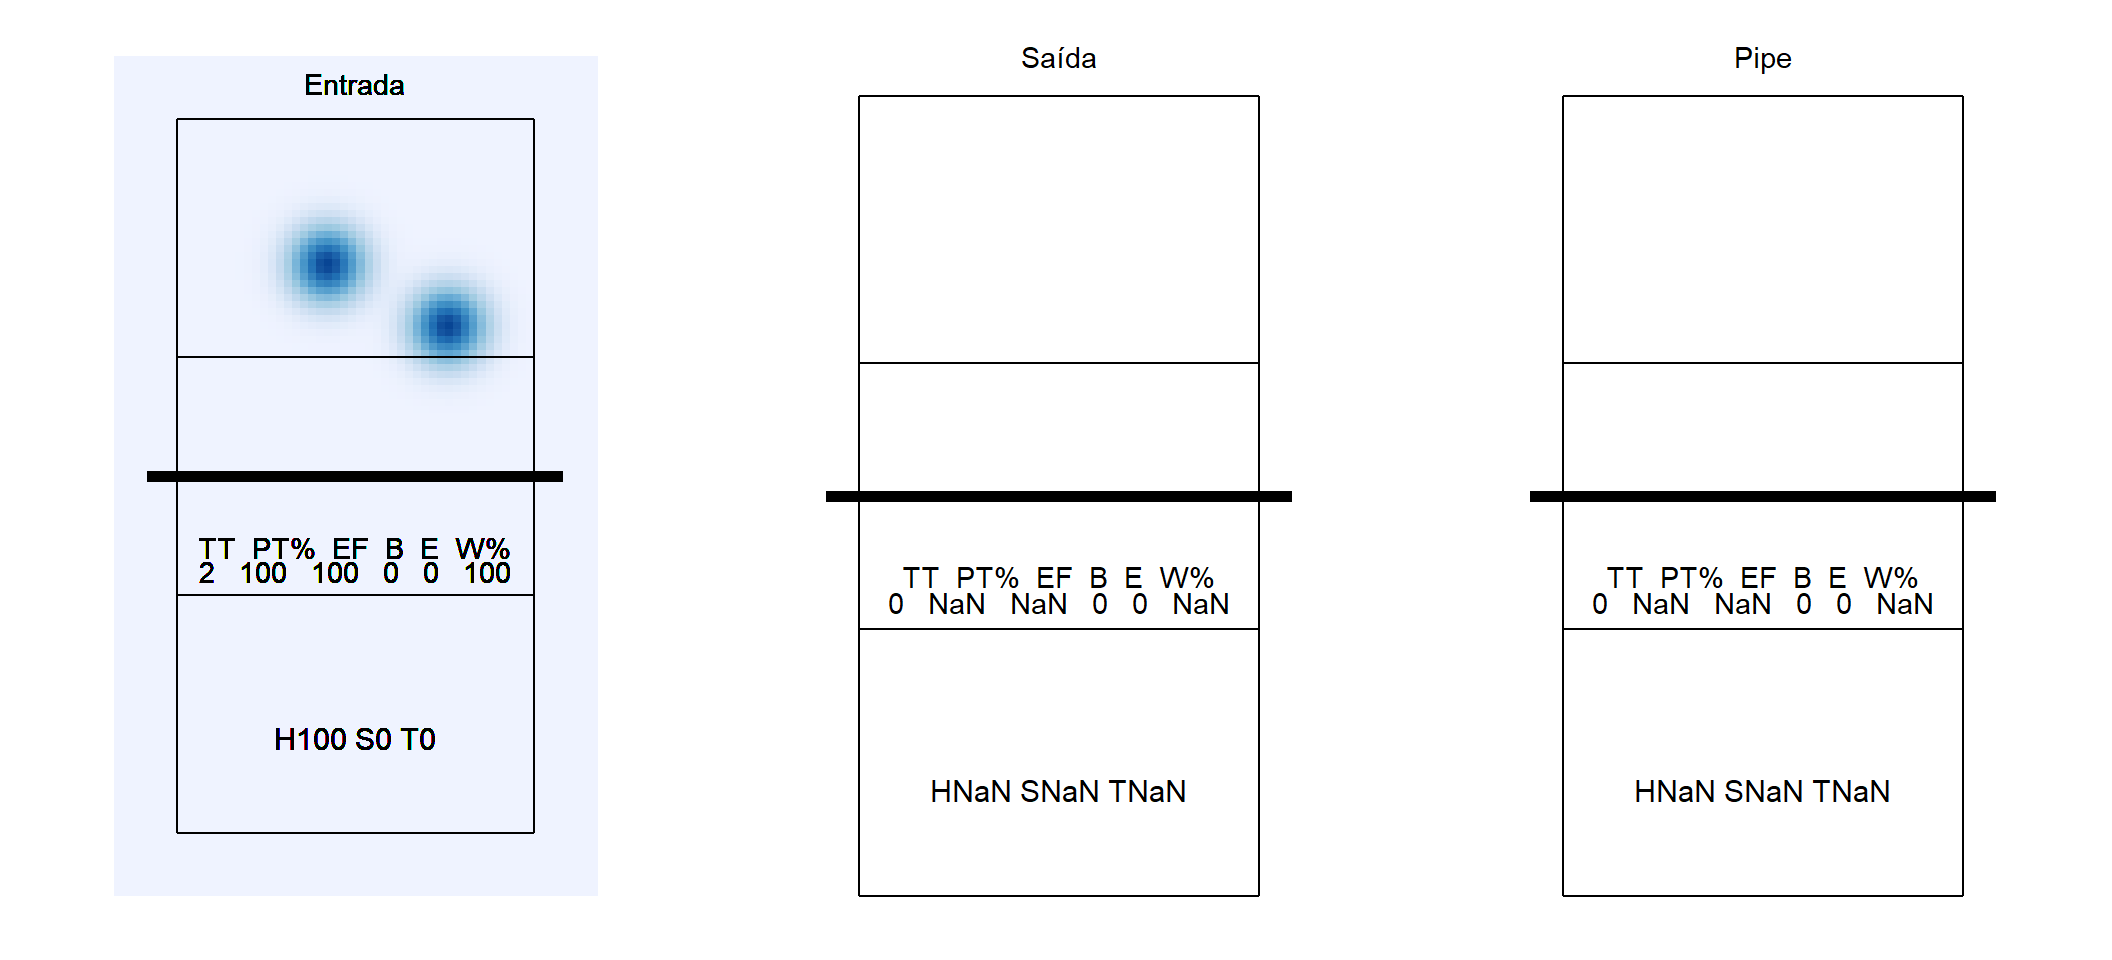 Entrada
TT PT% EF B E W%
2 100 100 0 0 100
H100 S0 T0
Saída
TT PT% EF B E W%
0 NaN NaN 0 0 NaN
HNaN SNaN TNaN
Pipe
TT PT% EF B E W%
0 NaN NaN 0 0 NaN
HNaN SNaN TNaN